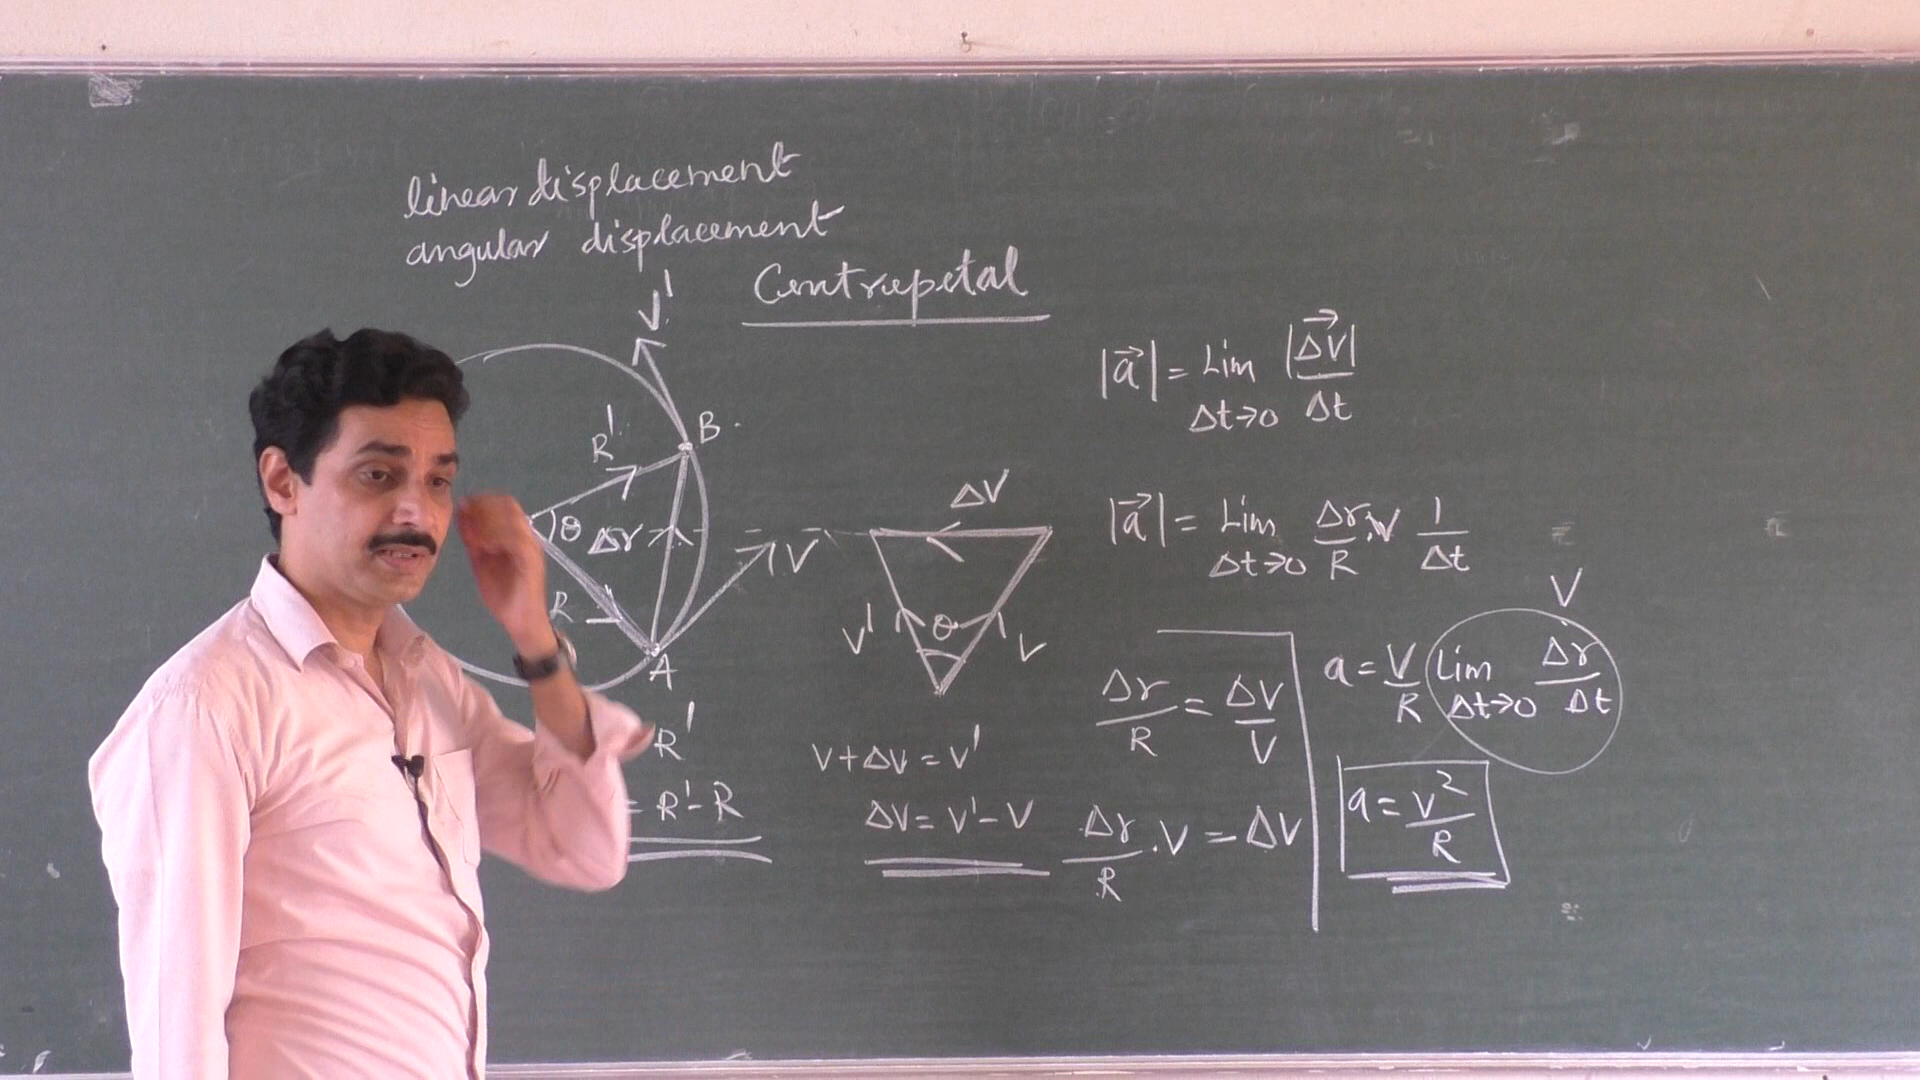 linear displacement
angular displacement
Centrepetal
V'
B
R'
θ
Δr
V
R
A
R'
= R' - R
ΔV
V'
θ
V
V + ΔV = V'
ΔV = V' - V
|a⃗| = Lim Δt→0 |ΔV⃗| / Δt
|a⃗| = Lim Δt→0 Δr/R · V 1/Δt
Δr/R = ΔV/V
Δr/R · V = ΔV
V
a = V/R Lim Δt→0 Δr/Δt
a = V²/R